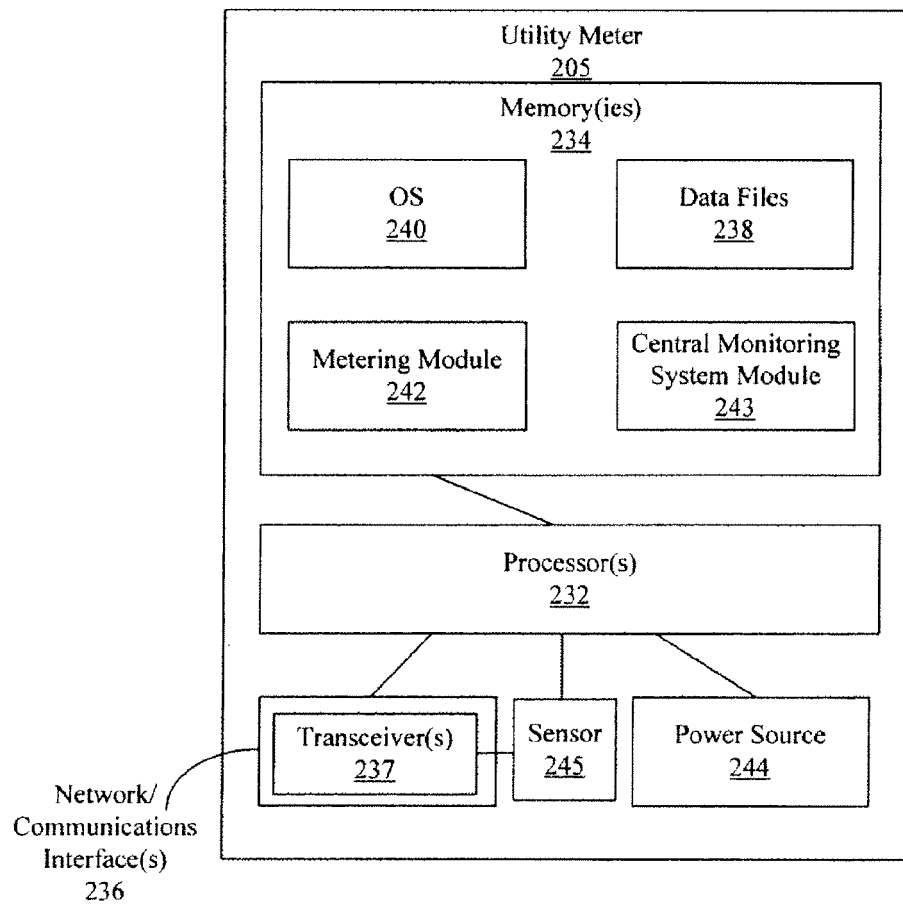 Utility Meter
205
Memory(ies)
234
OS
240
Data Files
238
Metering Module
242
Central Monitoring
System Module
243
Processor(s)
232
Transceiver(s)
237
Sensor
245
Power Source
244
Network/
Communications
Interface(s)
236